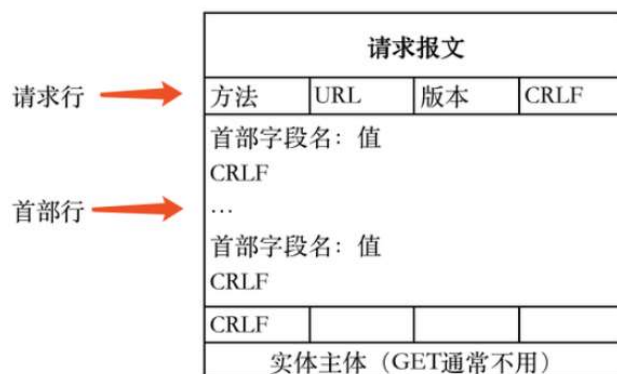 请求报文
请求行
方法 URL 版本 CRLF
首部字段名：值
CRLF
首部行
…
首部字段名：值
CRLF
CRLF
实体主体（GET通常不用）